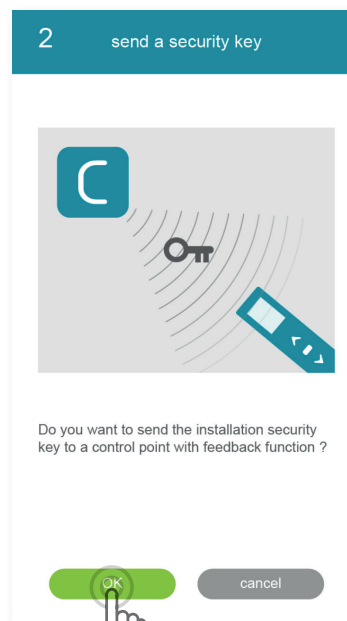 2 send a security key
Do you want to send the installation security
key to a control point with feedback function ?
OK cancel